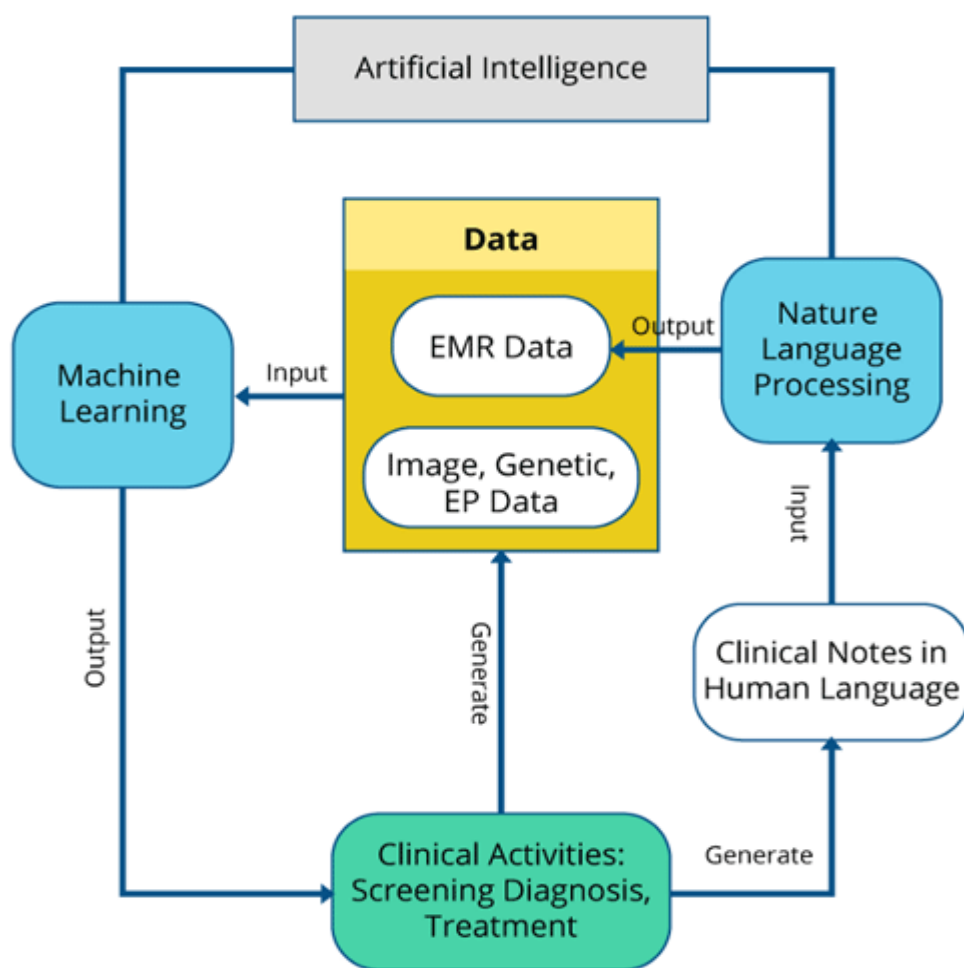 Artificial Intelligence
Data
EMR Data
Output
Nature
Language
Processing
Machine
Learning
Input
Image, Genetic,
EP Data
Input
Output
Generate
Clinical Notes in
Human Language
Clinical Activities:
Screening Diagnosis,
Treatment
Generate